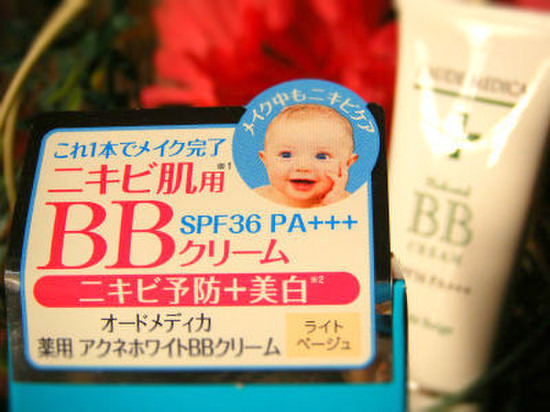 メイク中もニキビケア
これ1本でメイク完了
ニキビ肌用※1
BBクリーム
SPF36 PA+++
ニキビ予防+美白※2
オードメディカ
薬用 アクネホワイトBBクリーム
ライト
ベージュ
BB
CREAM